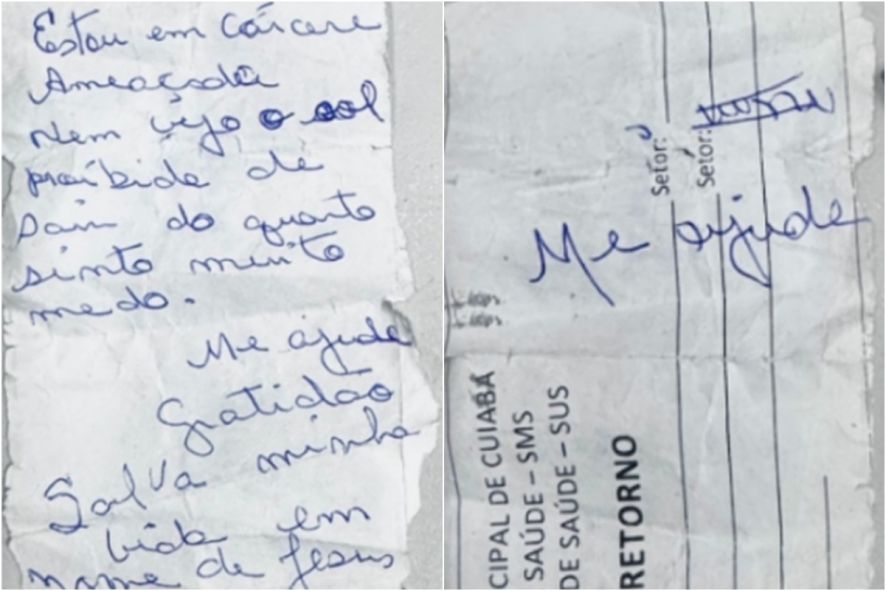 Estou em Cárcere
Ameaçada
Nem vejo o sol
proibida de
sair do quarto
sinto muito
medo.
Me ajude
Gratidão
Salva minha
vida em
nome de Jesus
Setor:
Setor:
Me ajude
CIPAL DE CUIABÁ
SAÚDE – SMS
DE SAÚDE – SUS
RETORNO